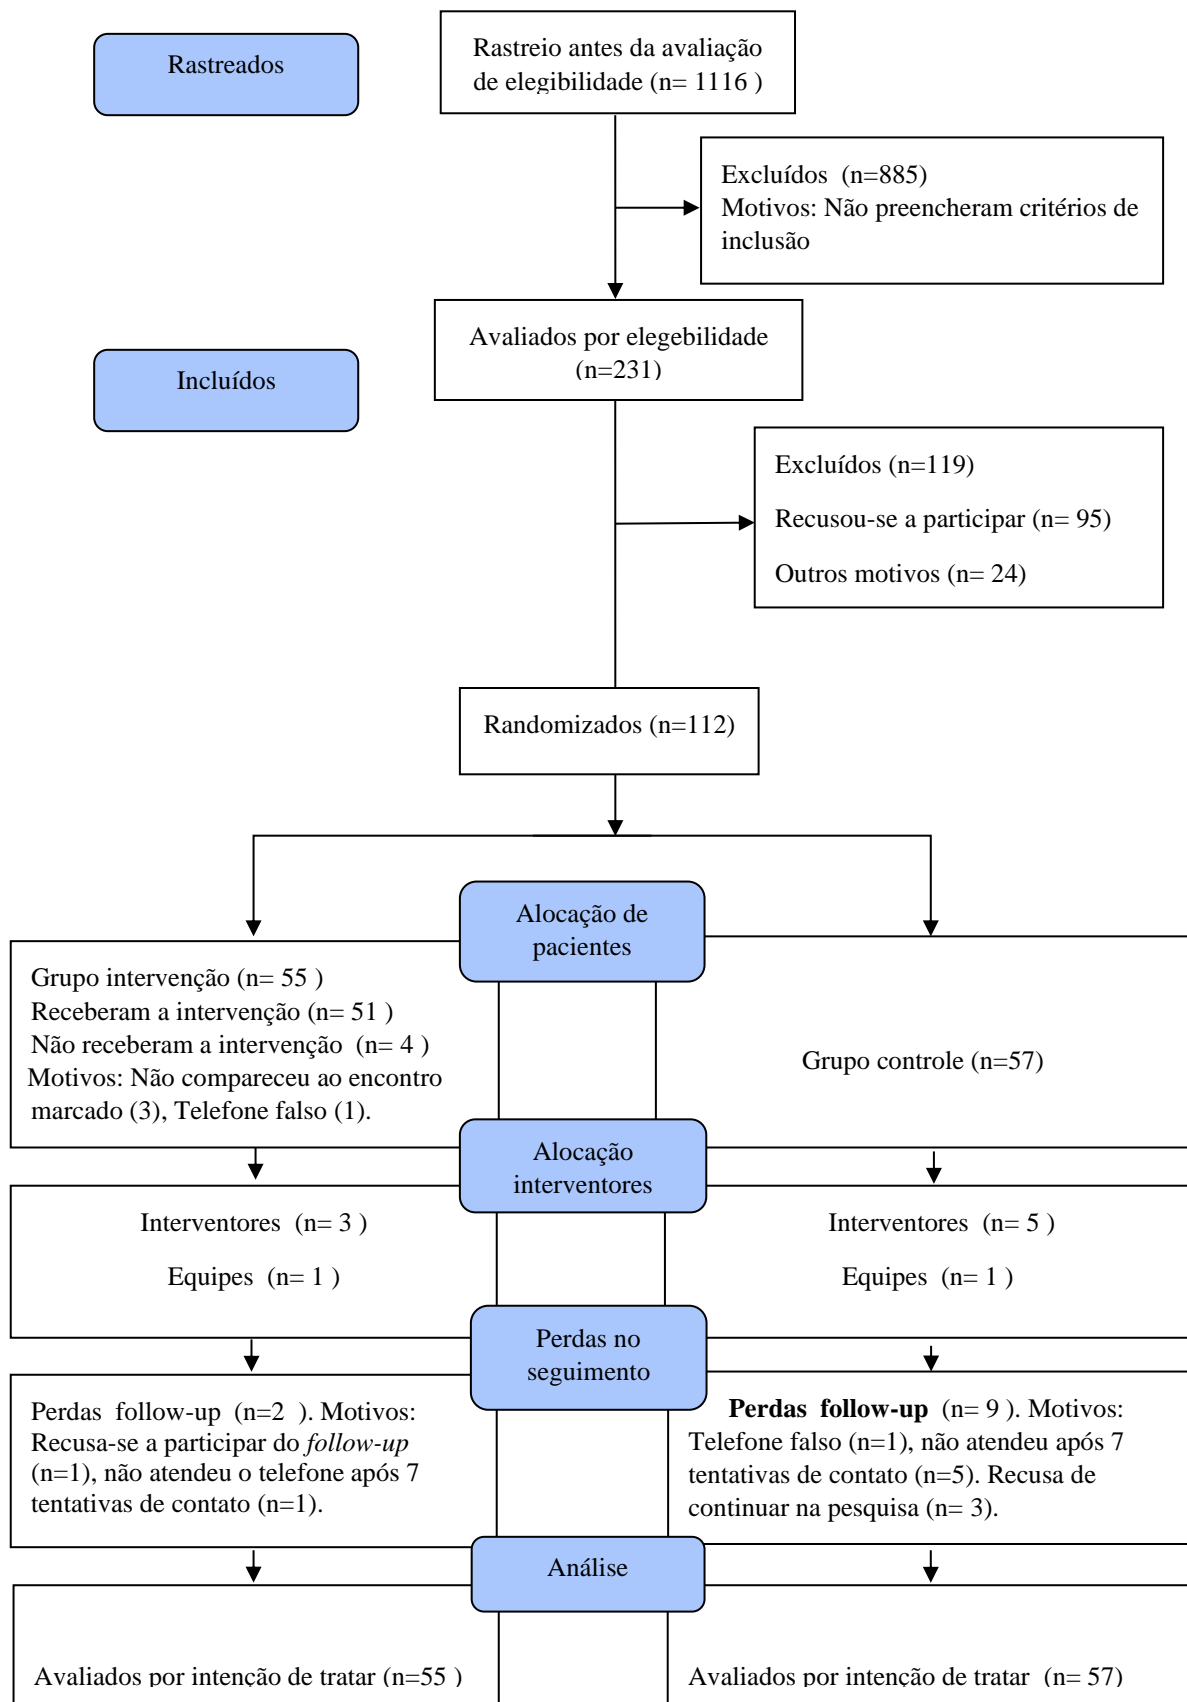 Rastreados
Rastreio antes da avaliação
de elegibilidade (n= 1116 )
Excluídos (n=885)
Motivos: Não preencheram critérios de
inclusão
Avaliados por elegebilidade
(n=231)
Incluídos
Excluídos (n=119)
Recusou-se a participar (n= 95)
Outros motivos (n= 24)
Randomizados (n=112)
Alocação de
pacientes
Grupo intervenção (n= 55 )
Receberam a intervenção (n= 51 )
Não receberam a intervenção (n= 4 )
Motivos: Não compareceu ao encontro
marcado (3), Telefone falso (1).
Grupo controle (n=57)
Alocação
interventores
Interventores (n= 3 )
Equipes (n= 1 )
Interventores (n= 5 )
Equipes (n= 1 )
Perdas no
seguimento
Perdas follow-up (n=2 ). Motivos:
Recusa-se a participar do follow-up
(n=1), não atendeu o telefone após 7
tentativas de contato (n=1).
Perdas follow-up (n= 9 ). Motivos:
Telefone falso (n=1), não atendeu após 7
tentativas de contato (n=5). Recusa de
continuar na pesquisa (n= 3).
Análise
Avaliados por intenção de tratar (n=55 )
Avaliados por intenção de tratar (n= 57)